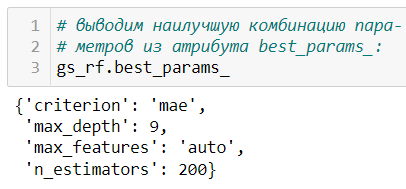 1 # выводим наилучшую комбинацию пара-
2 # метров из атрибута best_params_:
3 gs_rf.best_params_
{'criterion': 'mae',
'max_depth': 9,
'max_features': 'auto',
'n_estimators': 200}